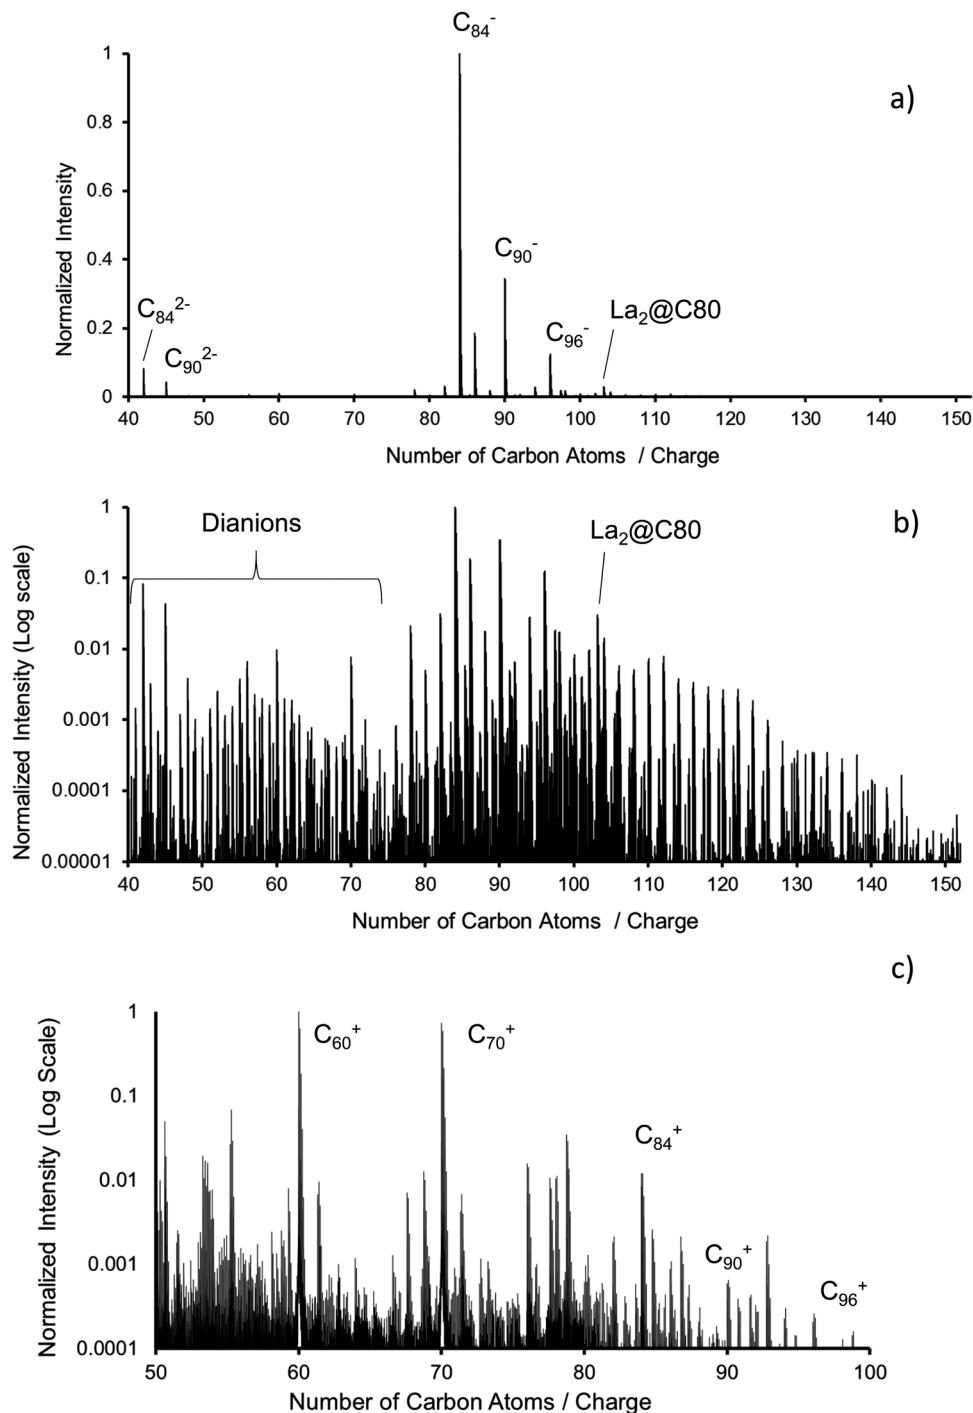 C₈₄⁻
a)
1
0.8
0.6
0.4
0.2
0
Normalized Intensity
C₈₄²⁻
C₉₀²⁻
C₉₀⁻
C₉₆⁻
La₂@C80
40 50 60 70 80 90 100 110 120 130 140 150
Number of Carbon Atoms / Charge
b)
1
0.1
0.01
0.001
0.0001
0.00001
Normalized Intensity (Log scale)
Dianions
La₂@C80
40 50 60 70 80 90 100 110 120 130 140 150
Number of Carbon Atoms / Charge
c)
1
0.1
0.01
0.001
0.0001
Normalized Intensity (Log Scale)
C₆₀⁺
C₇₀⁺
C₈₄⁺
C₉₀⁺
C₉₆⁺
50 60 70 80 90 100
Number of Carbon Atoms / Charge